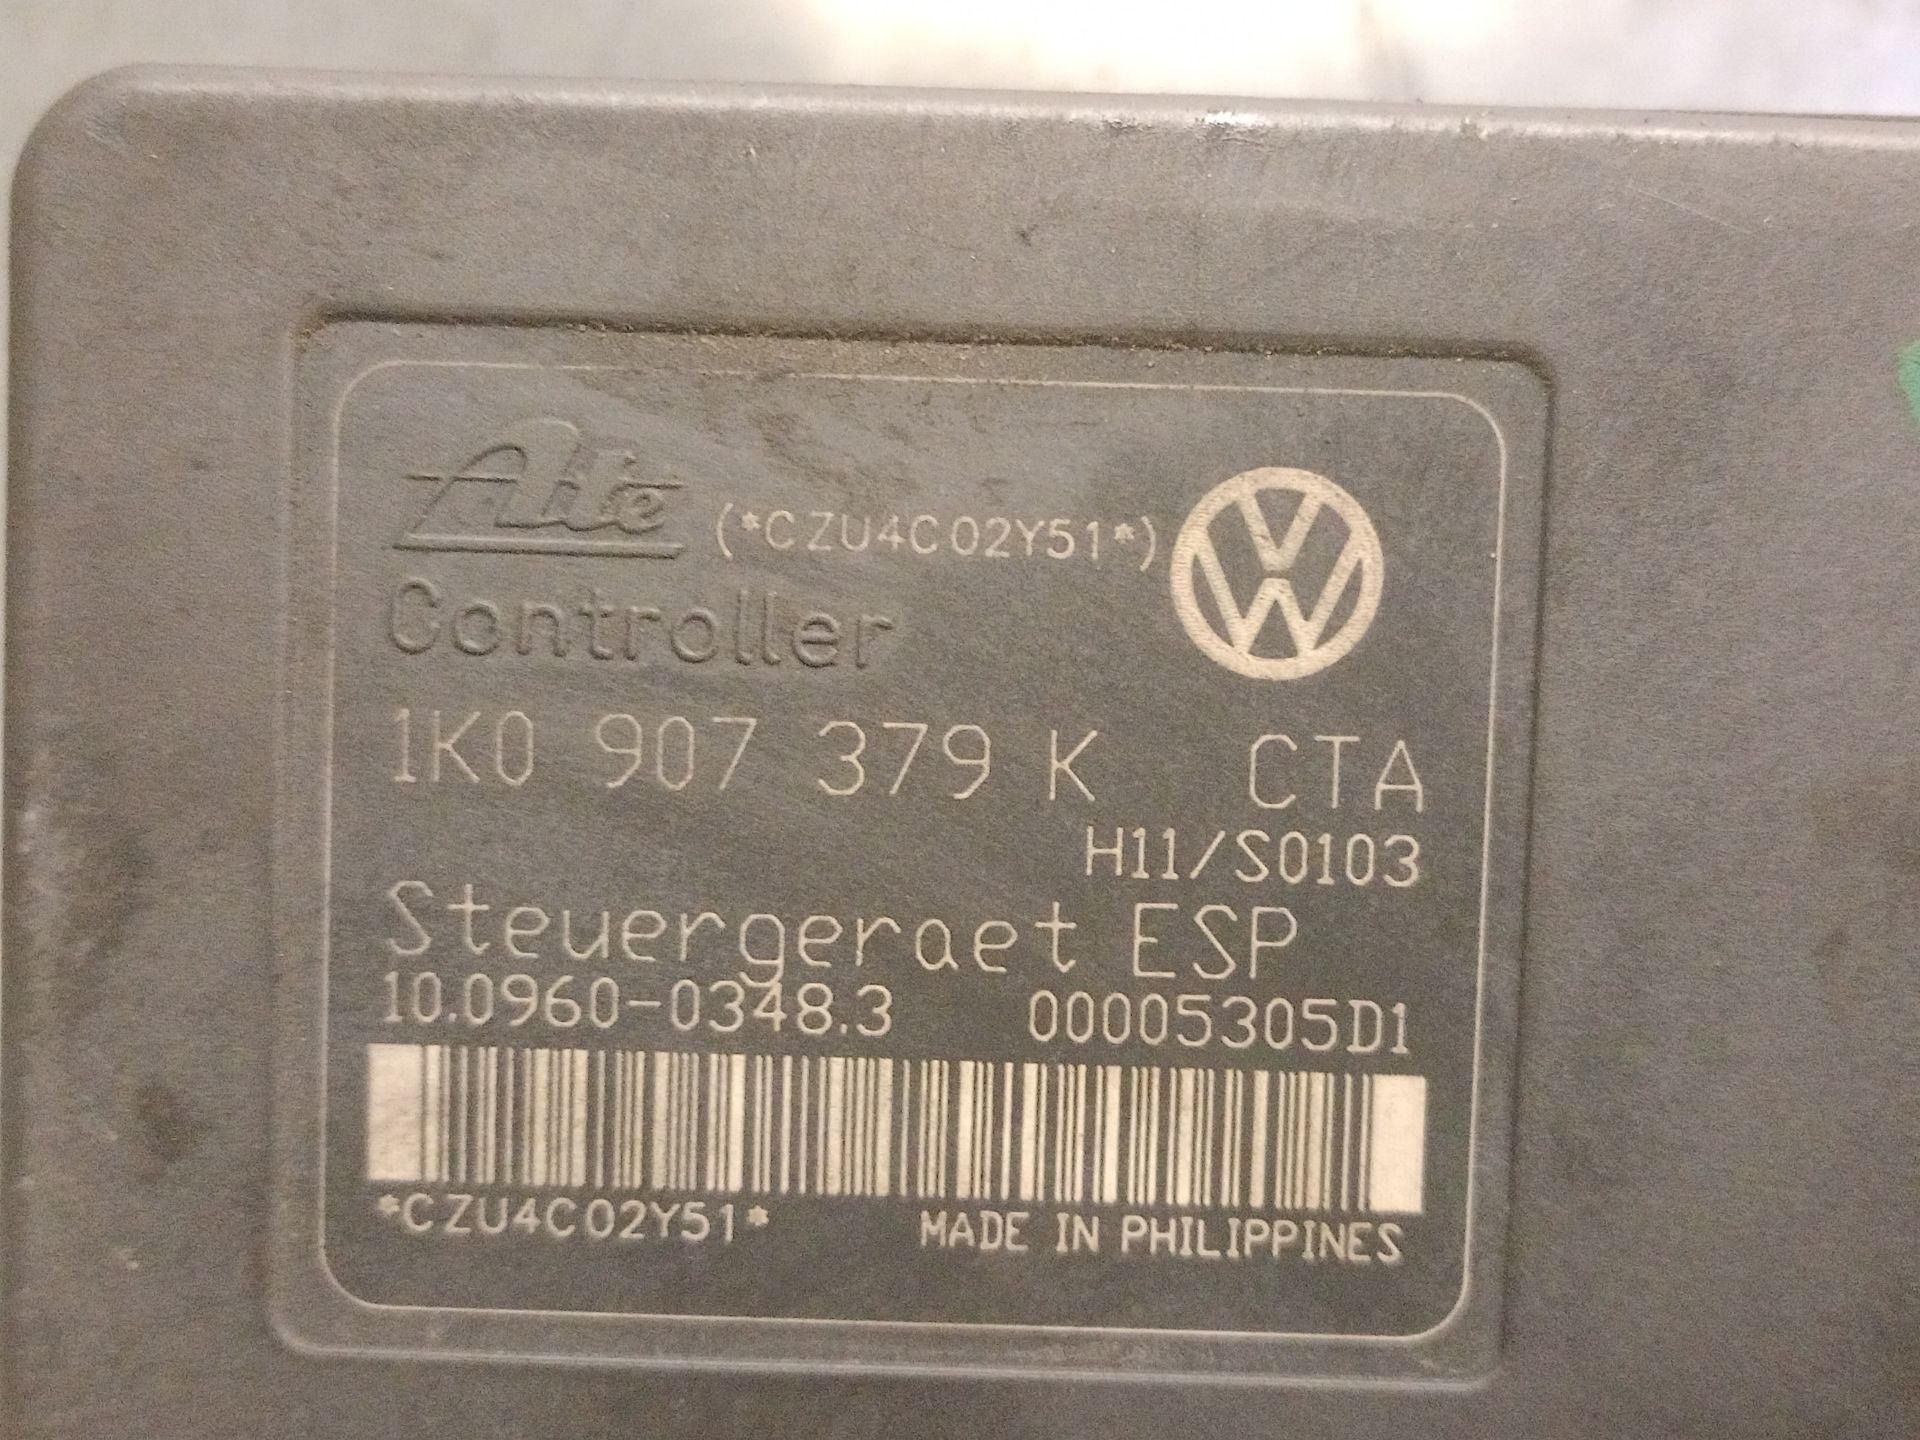 Ate (*CZU4C02Y51*)
Controller
1K0 907 379 K CTA
H11/S0103
Steuergeraet ESP
10.0960-0348.3 00005305D1
*CZU4C02Y51* MADE IN PHILIPPINES